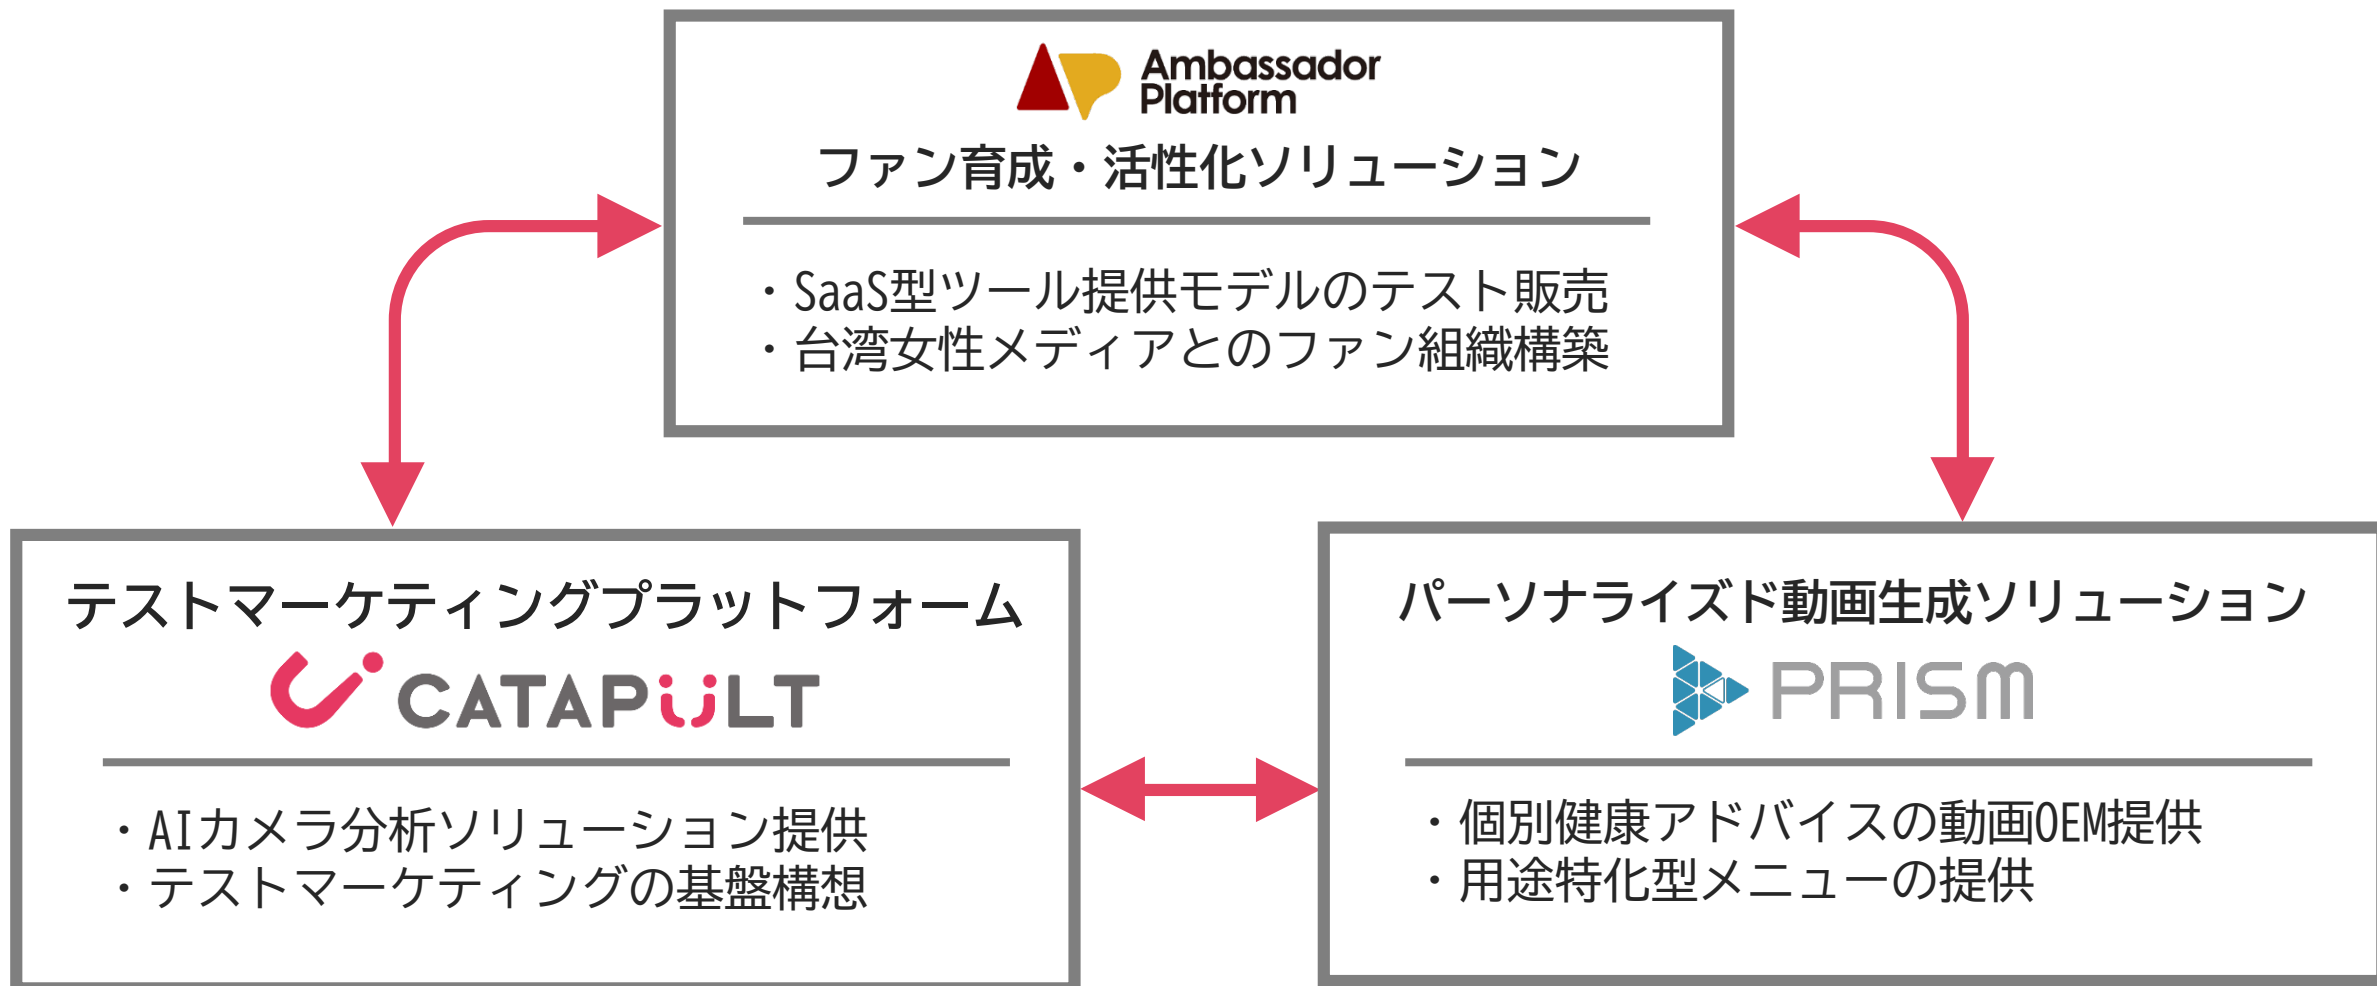 Ambassador
Platform
ファン育成・活性化ソリューション
・SaaS型ツール提供モデルのテスト販売
・台湾女性メディアとのファン組織構築
テストマーケティングプラットフォーム
CATAPULT
・AIカメラ分析ソリューション提供
・テストマーケティングの基盤構想
パーソナライズド動画生成ソリューション
PRISM
・個別健康アドバイスの動画OEM提供
・用途特化型メニューの提供